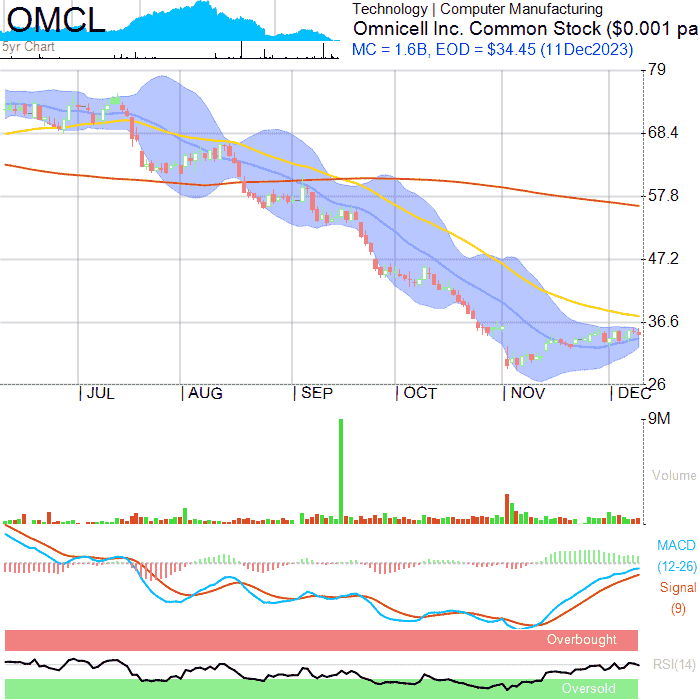 OMCL
5yr Chart
Technology | Computer Manufacturing
Omnicell Inc. Common Stock ($0.001 pa
MC = 1.6B, EOD = $34.45 (11Dec2023)
79
68.4
57.8
47.2
36.6
26
JUL
AUG
SEP
OCT
NOV
DEC
9M
Volume
MACD
(12-26)
Signal
(9)
Overbought
RSI(14)
Oversold